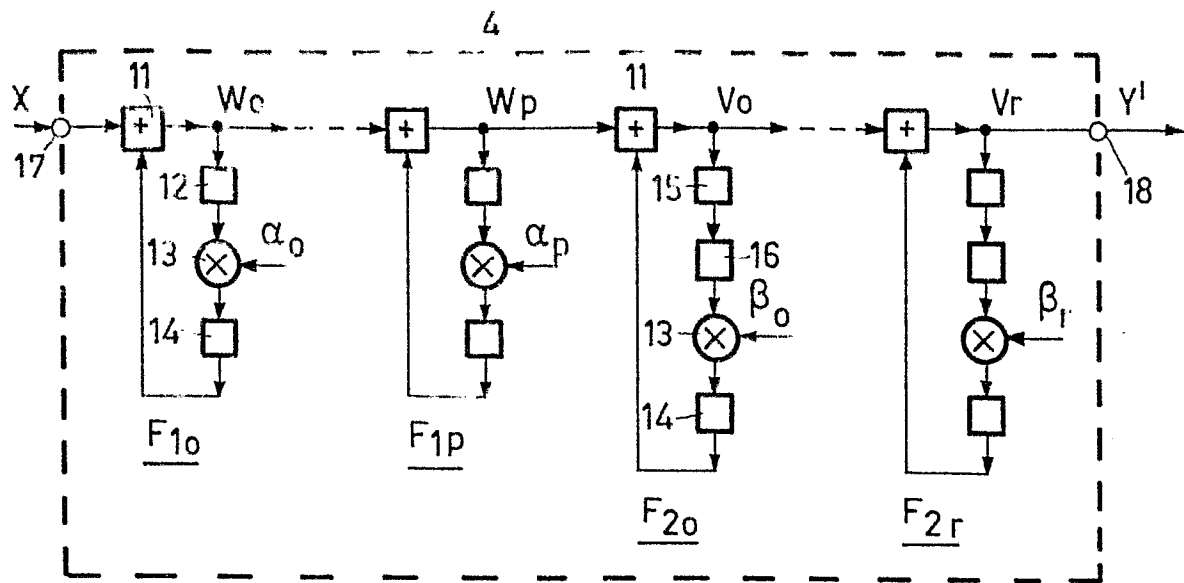 4
11 11
X Wo Wp Vo Vr Y'
+ + + +
17 18
12 15
16
13 αo αp βo βr
14 13
14
F1o F1p
F2o F2r